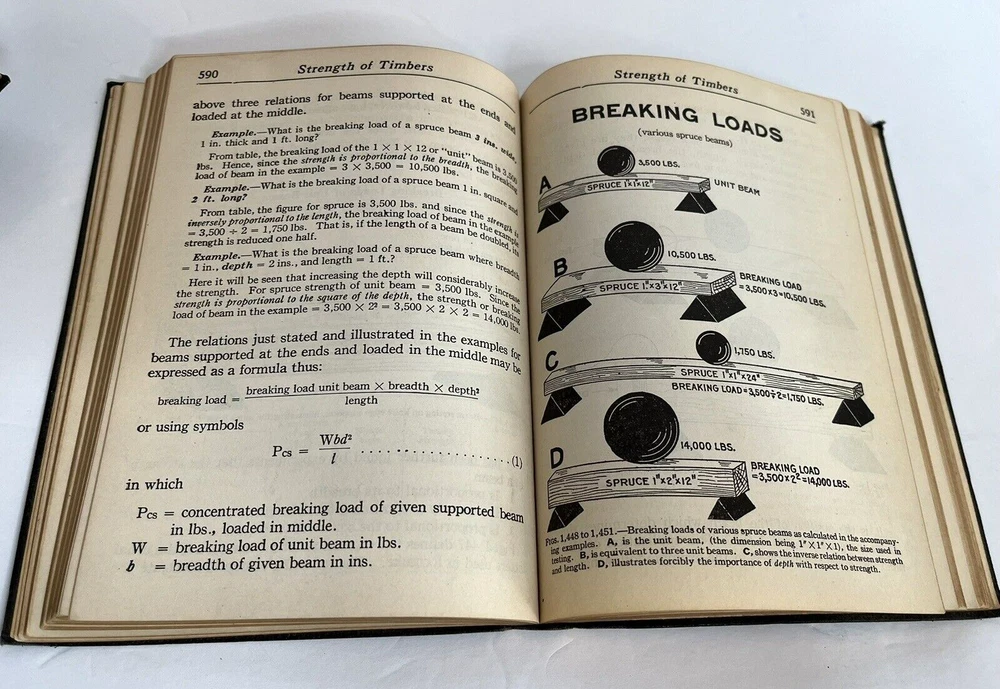 590
Strength of Timbers
above three relations for beams supported at the ends and
loaded at the middle.
Example.—What is the breaking load of a spruce beam 3 ins. wide,
1 in. thick and 1 ft. long?
From table, the breaking load of the 1 × 1 × 12 or "unit" beam is 3,500
lbs. Hence, since the strength is proportional to the breadth, the breaking
load of beam in the example = 3 × 3,500 = 10,500 lbs.
Example.—What is the breaking load of a spruce beam 1 in. square and
2 ft. long?
From table, the figure for spruce is 3,500 lbs. and since the strength is
inversely proportional to the length, the breaking load of beam in the example
= 3,500 ÷ 2 = 1,750 lbs. That is, if the length of a beam be doubled, its
strength is reduced one half.
Example.—What is the breaking load of a spruce beam where breadth
= 1 in., depth = 2 ins., and length = 1 ft.?
Here it will be seen that increasing the depth will considerably increase
the strength. For spruce strength of unit beam = 3,500 lbs. Since the
strength is proportional to the square of the depth, the strength or breaking
load of beam in the example = 3,500 × 2² = 3,500 × 2 × 2 = 14,000 lbs.
The relations just stated and illustrated in the examples for
beams supported at the ends and loaded in the middle may be
expressed as a formula thus:
breaking load = breaking load unit beam × breadth × depth²
length
or using symbols
Pcs = Wbd²
l ..................(1)
in which
Pcs = concentrated breaking load of given supported beam
in lbs., loaded in middle.
W = breaking load of unit beam in lbs.
b = breadth of given beam in ins.
Strength of Timbers
591
BREAKING LOADS
(various spruce beams)
3,500 LBS.
A
SPRUCE 1"X1"X12"
UNIT BEAM
10,500 LBS.
B
SPRUCE 1"X3"X12"
BREAKING LOAD
=3,500X3=10,500 LBS.
C
1,750 LBS.
SPRUCE 1"X1"X24"
BREAKING LOAD=3,500÷2=1,750 LBS.
14,000 LBS.
D
SPRUCE 1"X2"X12"
BREAKING LOAD
=3,500X2²=14,000 LBS.
FIGS. 1,448 to 1,451.—Breaking loads of various spruce beams as calculated in the accompany-
ing examples. A, is the unit beam, (the dimension being 1" X 1" X 1), the size used in
testing. B, is equivalent to three unit beams. C, shows the inverse relation between strength
and length. D, illustrates forcibly the importance of depth with respect to strength.